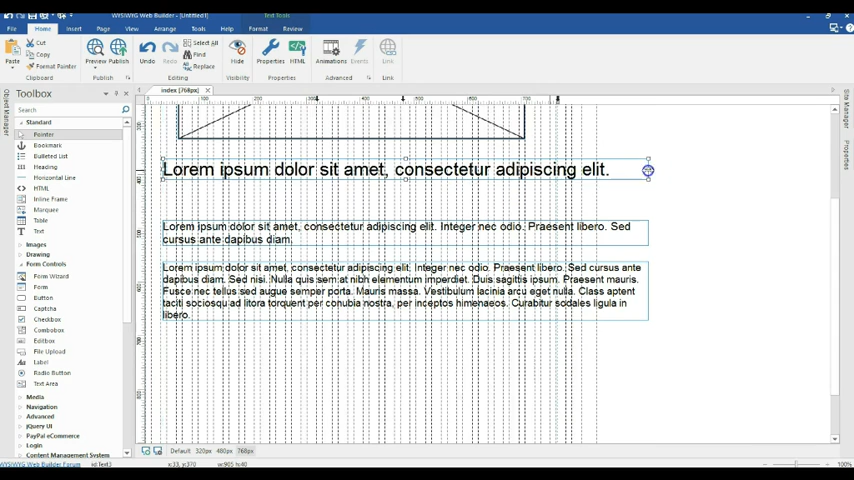 WYSIWYG Web Builder - [Untitled1]
Text Tools
File Home Insert Page View Arrange Tools Help Format Review
Paste
Cut
Copy
Format Painter
Clipboard
Preview Publish
Publish
Undo Redo
Select All
Find
Replace
Editing
Hide
Visibility
Properties HTML
Properties
Animations Events
Advanced
Link
Link
Object Manager
Toolbox
Search
Standard
Pointer
Bookmark
Bulleted List
Heading
Horizontal Line
HTML
Inline Frame
Marquee
Table
Text
Images
Drawing
Form Controls
Form Wizard
Form
Button
Captcha
Checkbox
Combobox
Editbox
File Upload
Label
Radio Button
Text Area
Media
Navigation
Advanced
jQuery UI
PayPal eCommerce
Login
Content Management System
index [768px]
Lorem ipsum dolor sit amet, consectetur adipiscing elit.
Lorem ipsum dolor sit amet, consectetur adipiscing elit. Integer nec odio. Praesent libero. Sed
cursus ante dapibus diam.
Lorem ipsum dolor sit amet, consectetur adipiscing elit. Integer nec odio. Praesent libero. Sed cursus ante
dapibus diam. Sed nisi. Nulla quis sem at nibh elementum imperdiet. Duis sagittis ipsum. Praesent mauris.
Fusce nec tellus sed augue semper porta. Mauris massa. Vestibulum lacinia arcu eget nulla. Class aptent
taciti sociosqu ad litora torquent per conubia nostra, per inceptos himenaeos. Curabitur sodales ligula in
libero.
Site Manager
Properties
Default 320px 480px 768px
WYSIWYG Web Builder Forum
id:Text3
x:33, y:370
w:905 h:40
100%